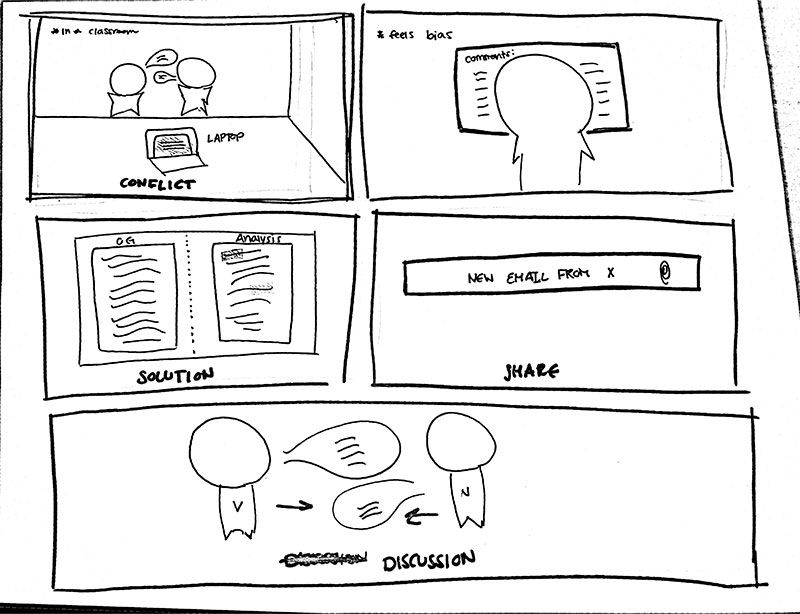 * In a classroom
LAPTOP
CONFLICT
* feels bias
comments:
OG
Analysis
SOLUTION
NEW EMAIL FROM X
SHARE
V
N
DISCUSSION